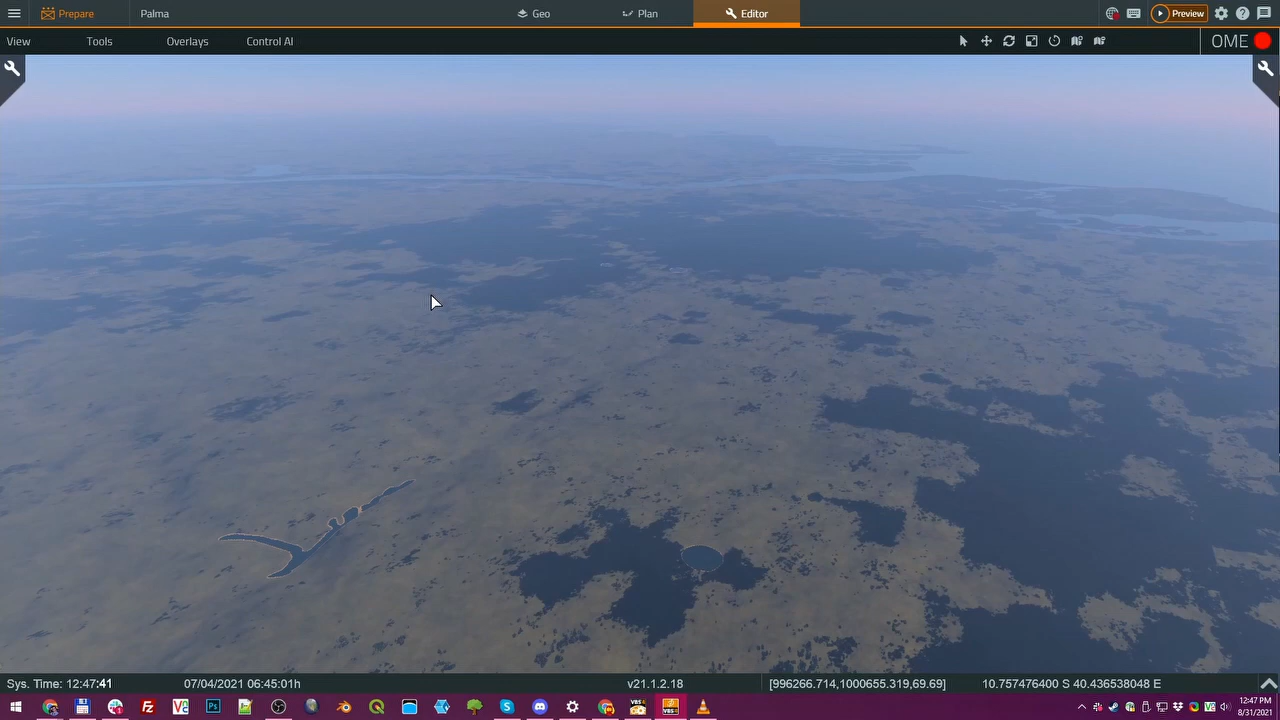 Prepare Palma Geo Plan Editor Preview
View Tools Overlays Control AI OME
Sys. Time: 12:47:41 07/04/2021 06:45:01h v21.1.2.18 [996266.714,1000655.319,69.69] 10.757476400 S 40.436538048 E
12:47 PM
8/31/2021